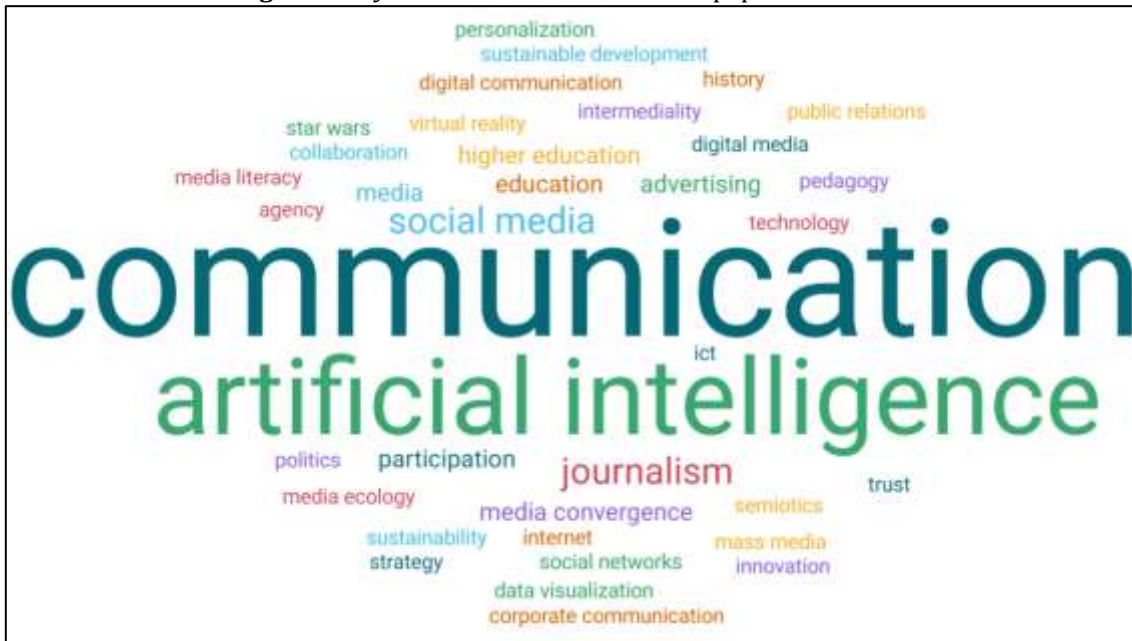 personalization
sustainable development
digital communication history
intermediality public relations
star wars virtual reality
digital media
collaboration higher education
media literacy media education advertising pedagogy
agency social media technology
communication
ict
artificial intelligence
politics participation journalism
trust
media ecology media convergence semiotics
sustainability internet mass media
strategy social networks innovation
data visualization
corporate communication